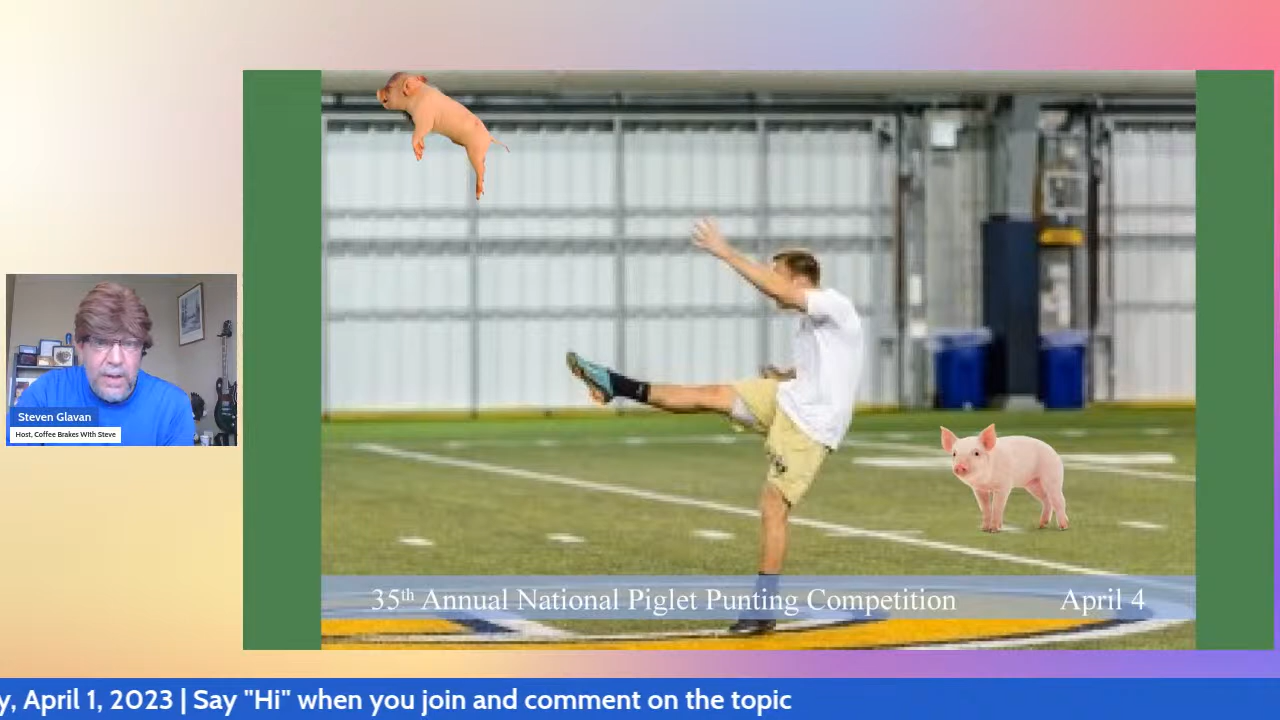 Steven Glavan
Host, Coffee Brakes With Steve
35th Annual National Piglet Punting Competition April 4
y, April 1, 2023 | Say "Hi" when you join and comment on the topic